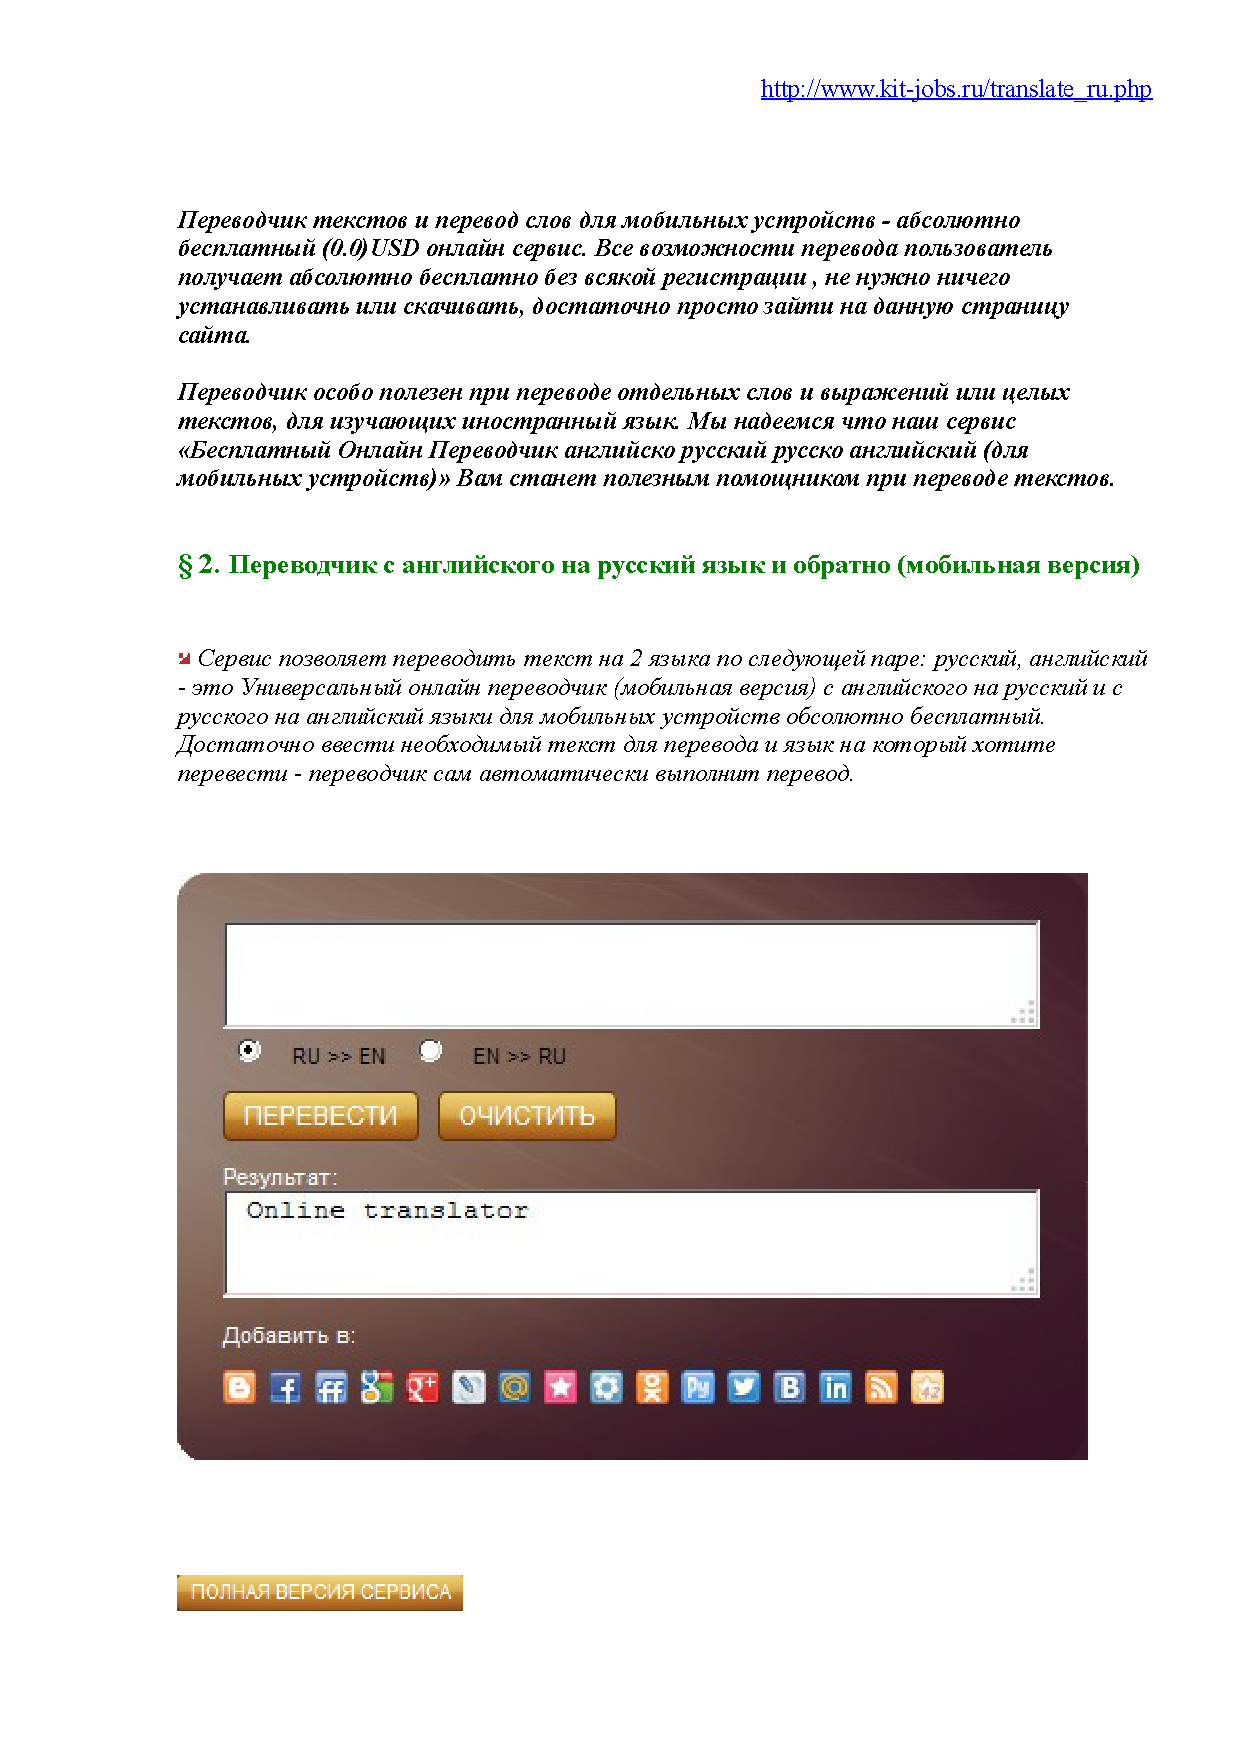 http://www.kit-jobs.ru/translate_ru.php
Переводчик текстов и перевод слов для мобильных устройств - абсолютно
бесплатный (0.0)USD онлайн сервис. Все возможности перевода пользователь
получает абсолютно бесплатно без всякой регистрации , не нужно ничего
устанавливать или скачивать, достаточно просто зайти на данную страницу
сайта.
Переводчик особо полезен при переводе отдельных слов и выражений или целых
текстов, для изучающих иностранный язык. Мы надеемся что наш сервис
«Бесплатный Онлайн Переводчик английско русский русско английский (для
мобильных устройств)» Вам станет полезным помощником при переводе текстов.
§ 2. Переводчик с английского на русский язык и обратно (мобильная версия)
Сервис позволяет переводить текст на 2 языка по следующей паре: русский, английский
- это Универсальный онлайн переводчик (мобильная версия) с английского на русский и с
русского на английский языки для мобильных устройств обсолютно бесплатный.
Достаточно ввести необходимый текст для перевода и язык на который хотите
перевести - переводчик сам автоматически выполнит перевод.
RU >> EN EN >> RU
ПЕРЕВЕСТИ ОЧИСТИТЬ
Результат:
Online translator
Добавить в:
ПОЛНАЯ ВЕРСИЯ СЕРВИСА